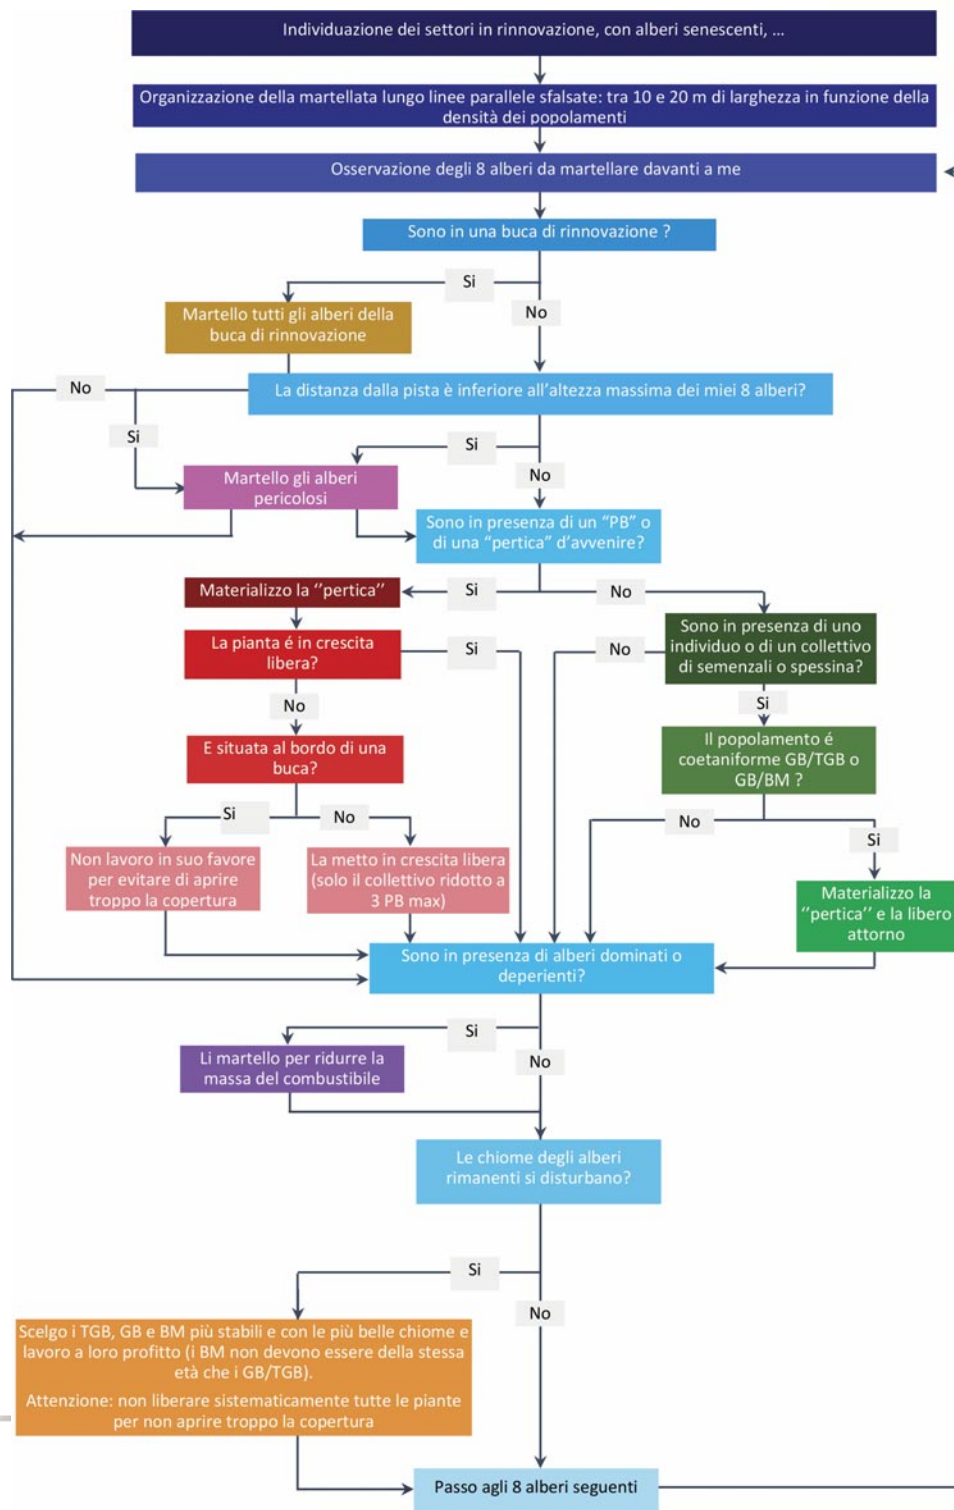 Individuazione dei settori in rinnovazione, con alberi senescenti, ...
Organizzazione della martellata lungo linee parallele sfalsate: tra 10 e 20 m di larghezza in funzione della
densità dei popolamenti
Osservazione degli 8 alberi da martellare davanti a me
Sono in una buca di rinnovazione ?
Si
Martello tutti gli alberi della
buca di rinnovazione
No
No
La distanza dalla pista è inferiore all'altezza massima dei miei 8 alberi?
Si
Si
Martello gli alberi
pericolosi
No
Sono in presenza di un "PB" o
di una "pertica" d'avvenire?
Materializzo la "pertica"
Si
No
La pianta é in crescita
libera?
Si
No
Sono in presenza di uno
individuo o di un collettivo
di semenzali o spessina?
No
Si
E situata al bordo di una
buca?
Il popolamento é
coetaniforme GB/TGB o
GB/BM ?
Si
No
No
Si
Non lavoro in suo favore
per evitare di aprire
troppo la copertura
La metto in crescita libera
(solo il collettivo ridotto a
3 PB max)
Materializzo la
"pertica" e la libero
attorno
Sono in presenza di alberi dominati o
deperienti?
Si
Li martello per ridurre la
massa del combustibile
No
Le chiome degli alberi
rimanenti si disturbano?
Si
No
Scelgo i TGB, GB e BM più stabili e con le più belle chiome e
lavoro a loro profitto (i BM non devono essere della stessa
età che i GB/TGB).
Attenzione: non liberare sistematicamente tutte le piante
per non aprire troppo la copertura
Passo agli 8 alberi seguenti